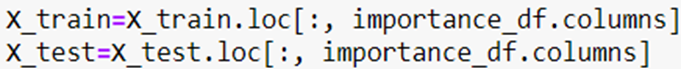 X_train=X_train.loc[:, importance_df.columns]
X_test=X_test.loc[:, importance_df.columns]